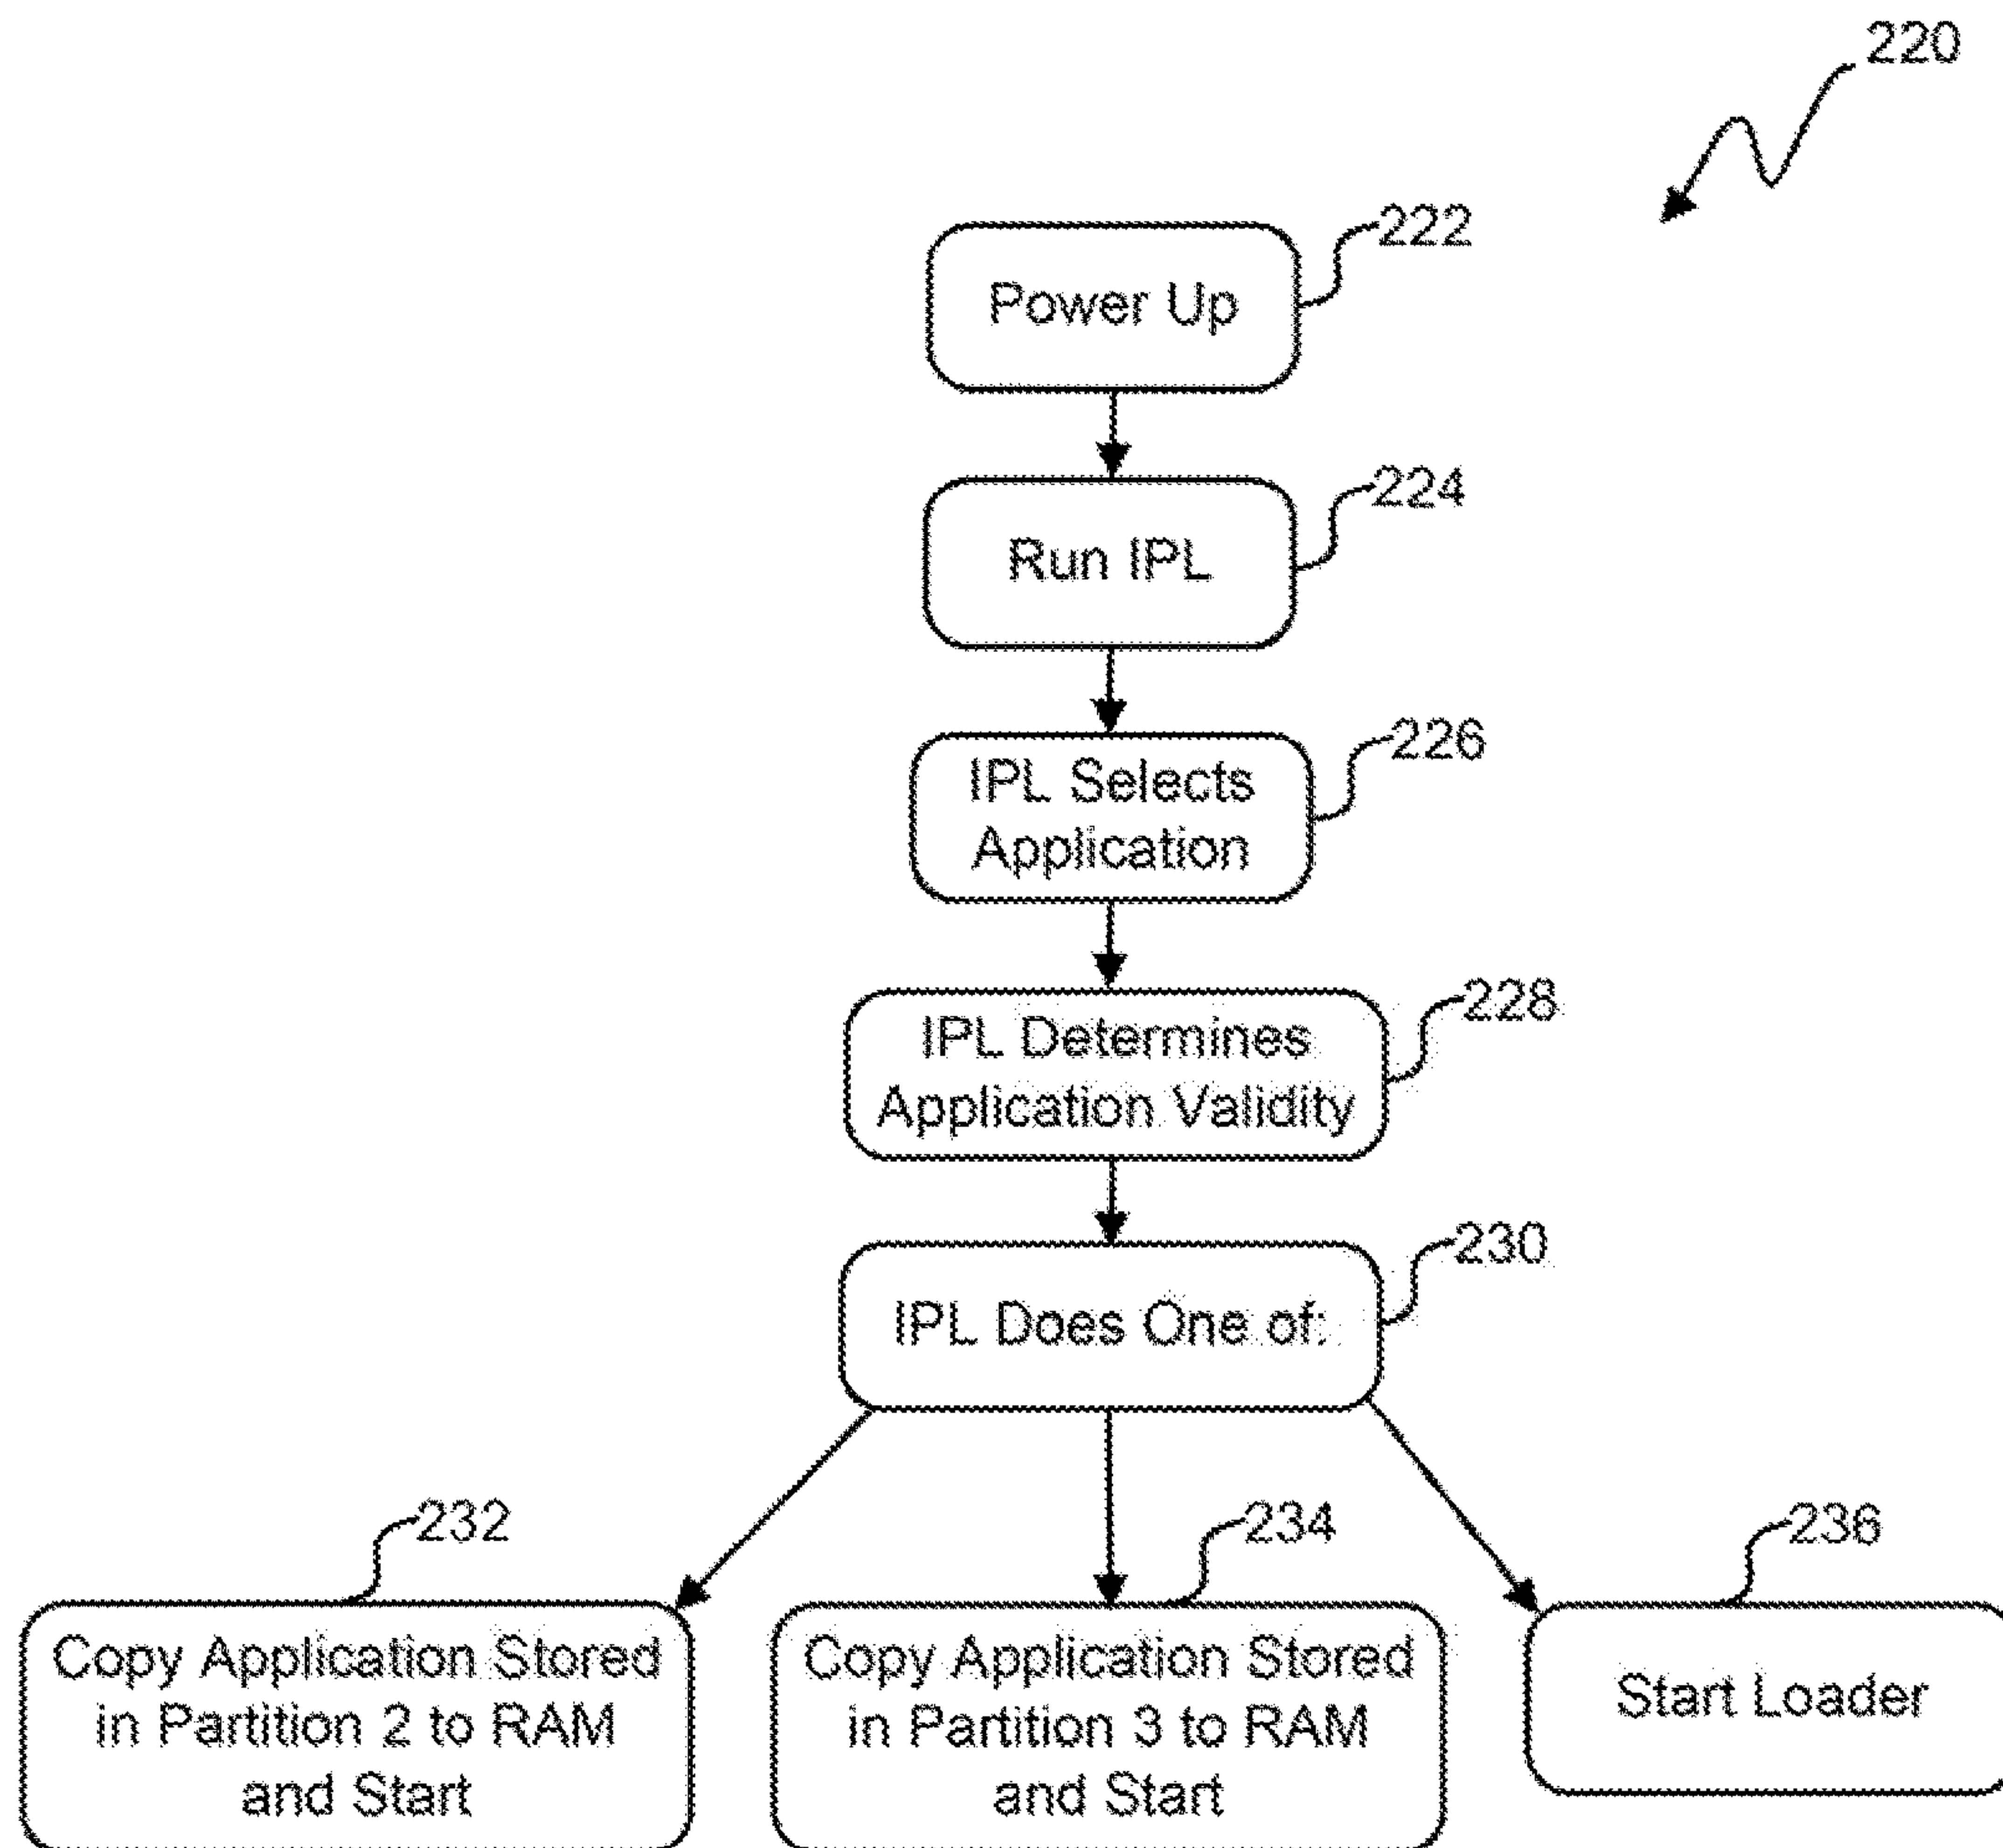 220
222
Power Up
224
Run IPL
226
IPL Selects
Application
228
IPL Determines
Application Validity
230
IPL Does One of:
232
234
236
Copy Application Stored
in Partition 2 to RAM
and Start
Copy Application Stored
in Partition 3 to RAM
and Start
Start Loader